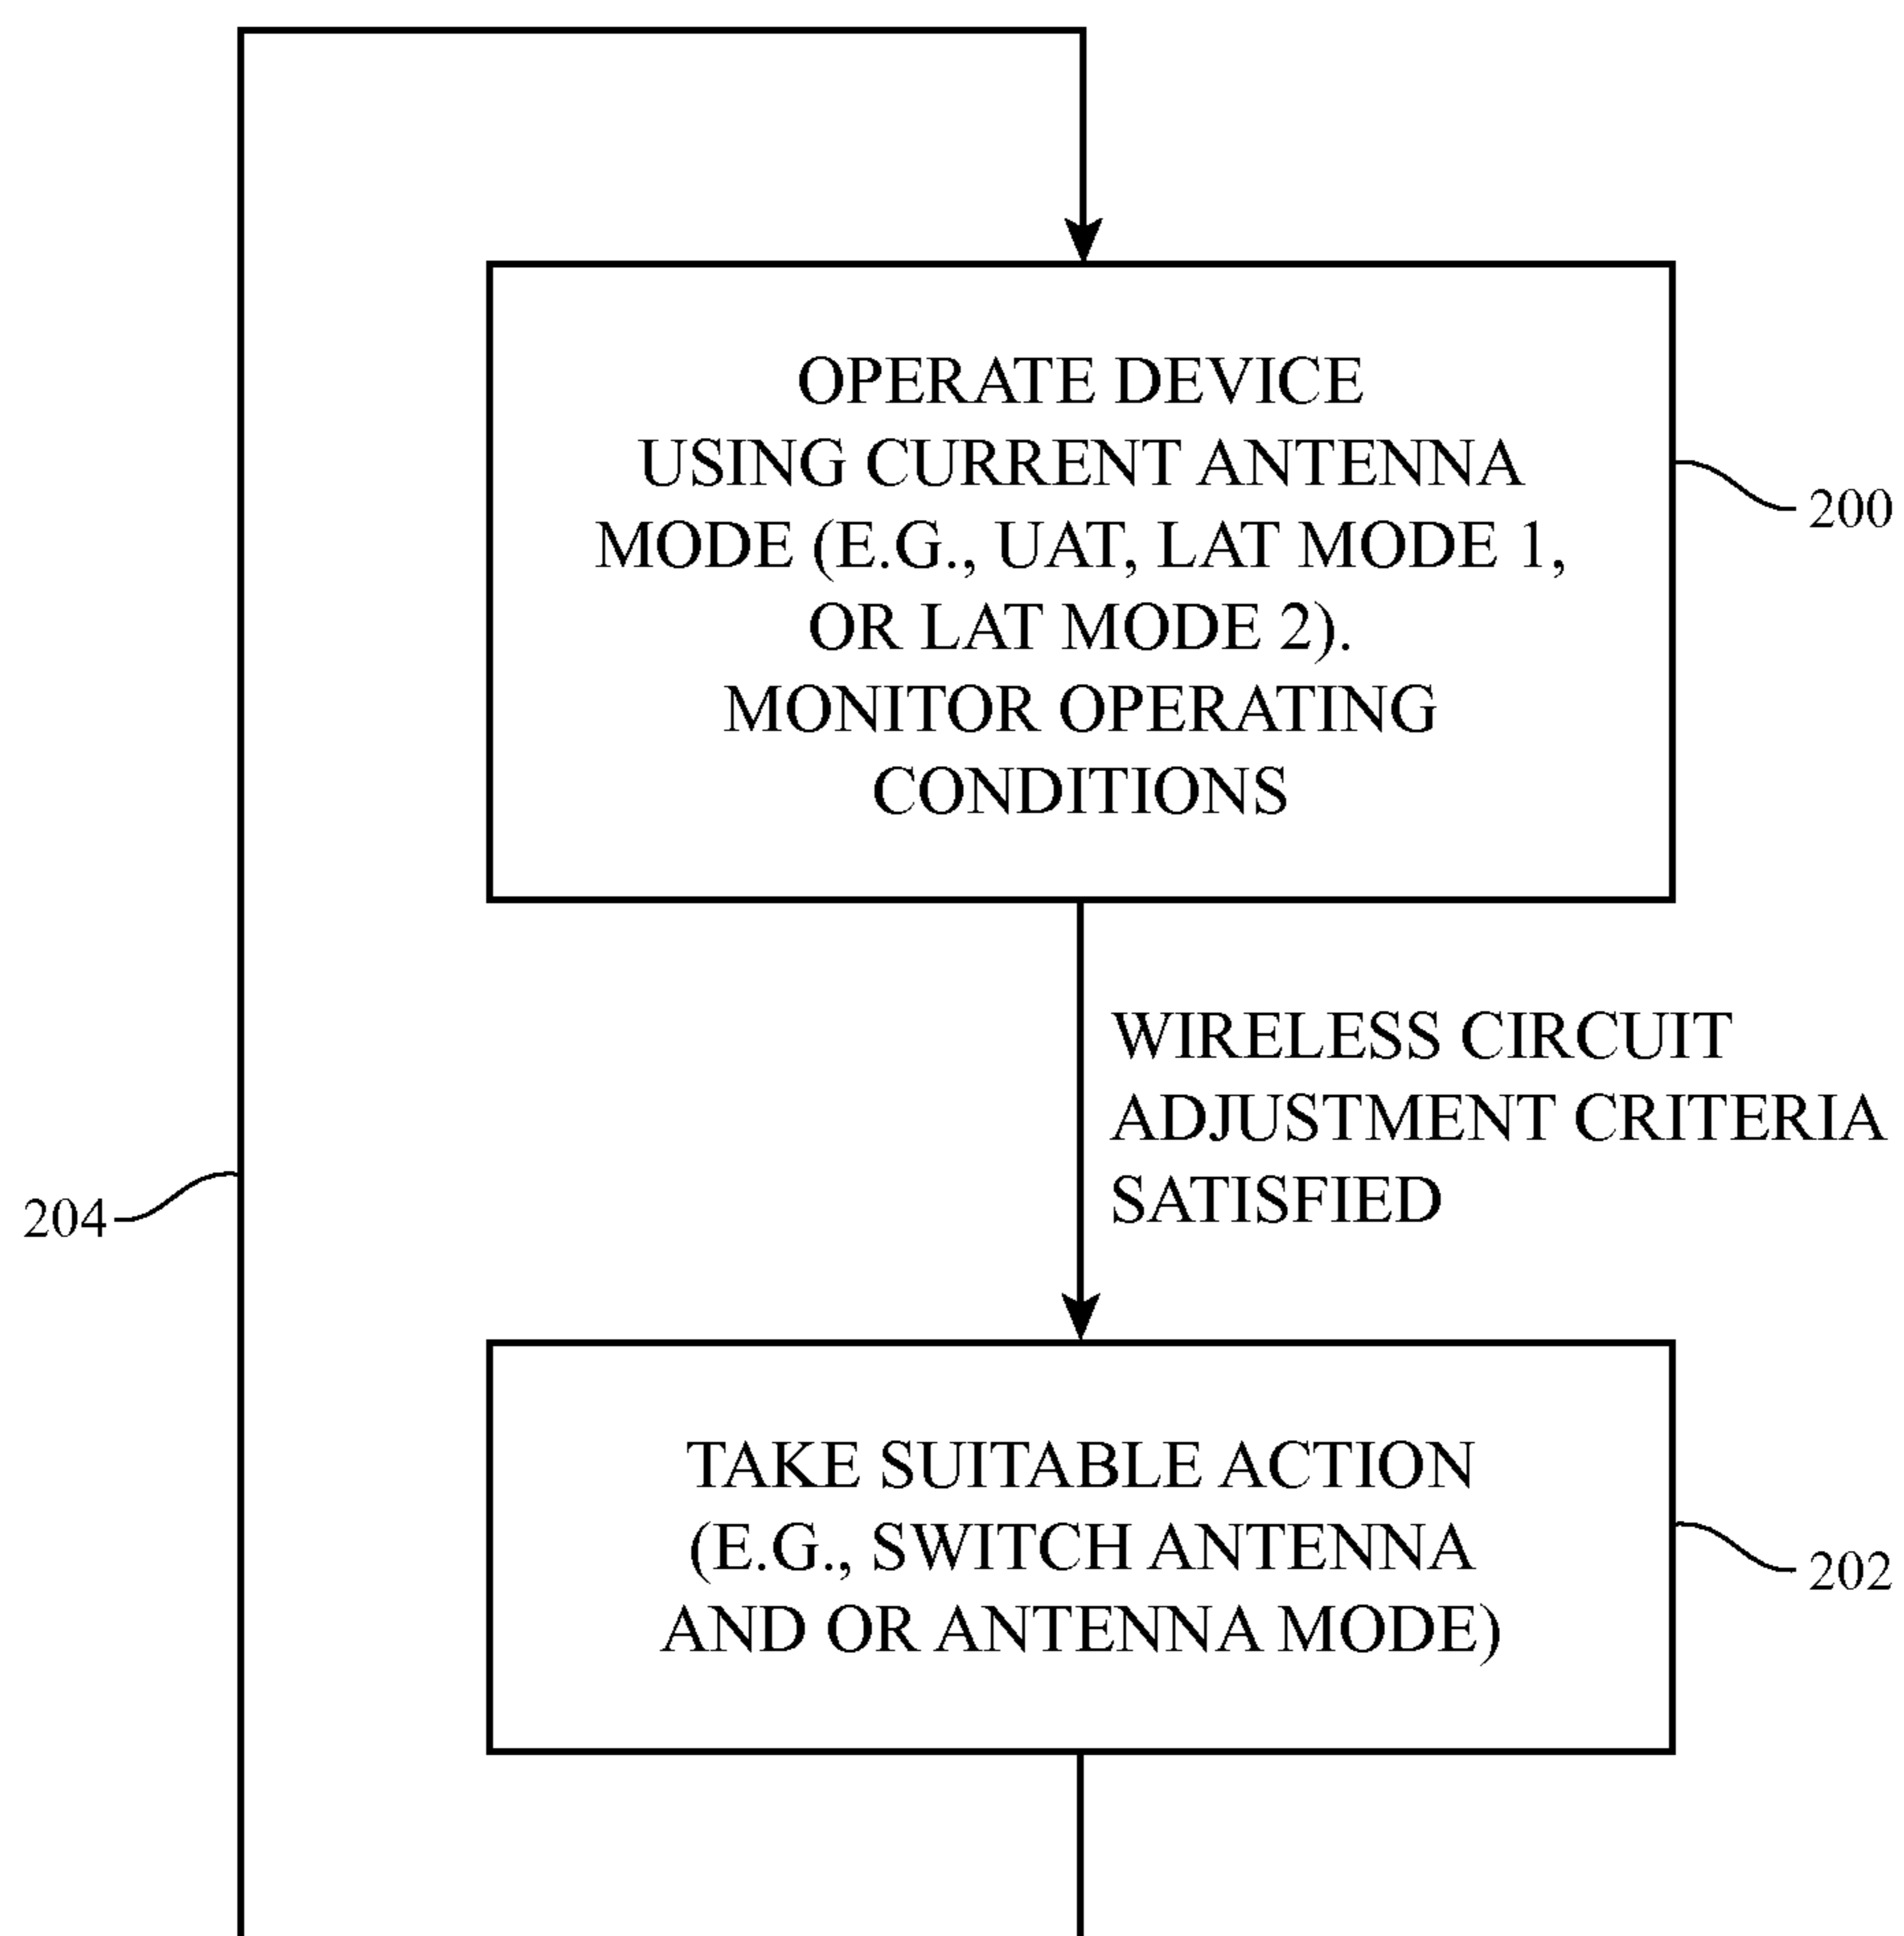 OPERATE DEVICE
USING CURRENT ANTENNA
MODE (E.G., UAT, LAT MODE 1,
OR LAT MODE 2).
MONITOR OPERATING
CONDITIONS
200
WIRELESS CIRCUIT
ADJUSTMENT CRITERIA
SATISFIED
204
TAKE SUITABLE ACTION
(E.G., SWITCH ANTENNA
AND OR ANTENNA MODE)
202